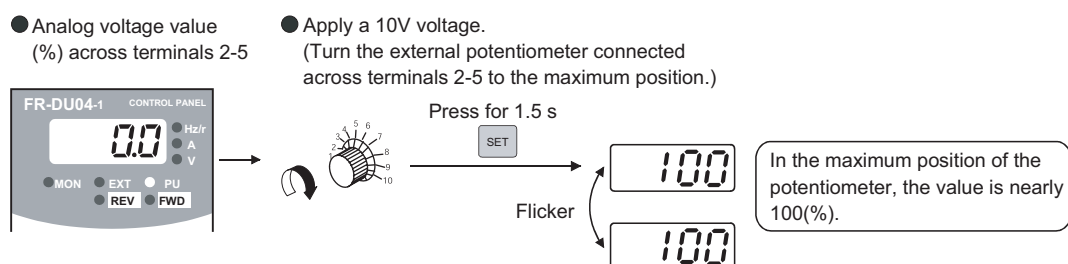 Analog voltage value
(%) across terminals 2-5
Apply a 10V voltage.
(Turn the external potentiometer connected
across terminals 2-5 to the maximum position.)
FR-DU04-1 CONTROL PANEL
0.0
Hz/r
A
V
MON EXT PU
REV FWD
1 2 3 4 5 6 7 8 9 10
Press for 1.5 s
SET
Flicker
100
100
In the maximum position of the
potentiometer, the value is nearly
100(%).